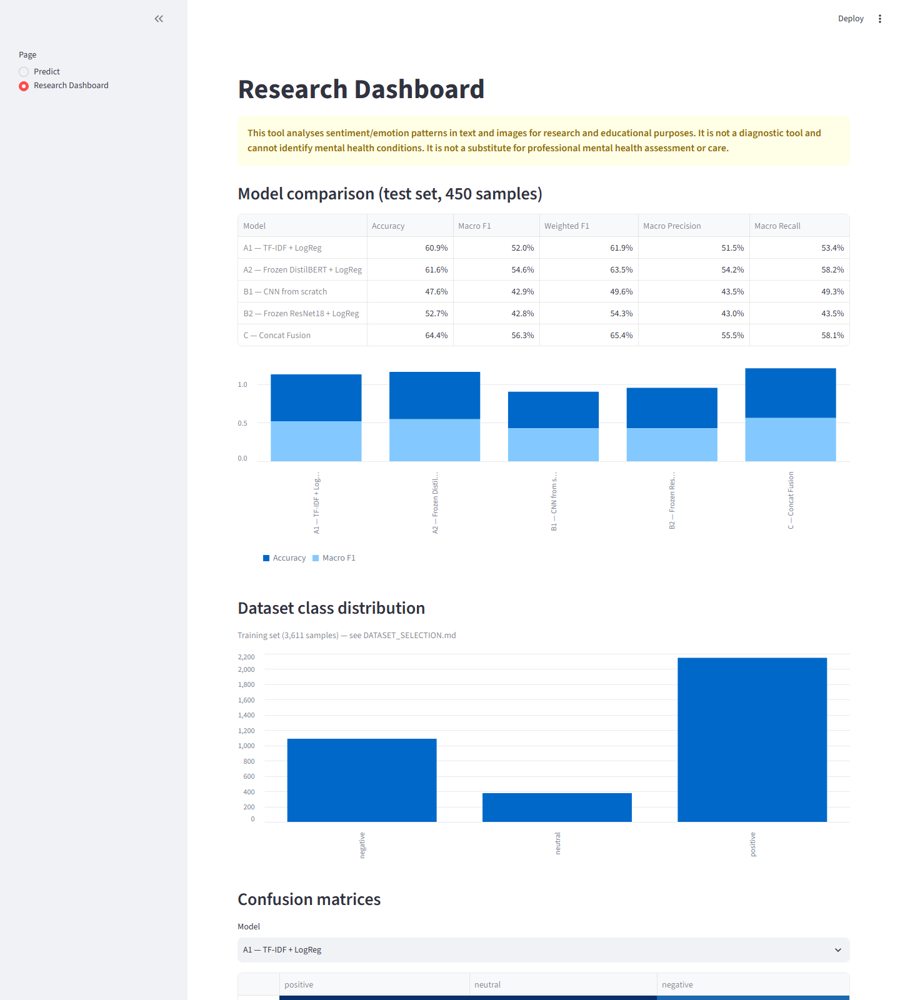 Deploy
Page
Predict
Research Dashboard
Research Dashboard
This tool analyses sentiment/emotion patterns in text and images for research and educational purposes. It is not a diagnostic tool and
cannot identify mental health conditions. It is not a substitute for professional mental health assessment or care.
Model comparison (test set, 450 samples)
Model Accuracy Macro F1 Weighted F1 Macro Precision Macro Recall
A1 — TF-IDF + LogReg 60.9% 52.0% 61.9% 51.5% 53.4%
A2 — Frozen DistilBERT + LogReg 61.6% 54.6% 63.5% 54.2% 58.2%
B1 — CNN from scratch 47.6% 42.9% 49.6% 43.5% 49.3%
B2 — Frozen ResNet18 + LogReg 52.7% 42.8% 54.3% 43.0% 43.5%
C — Concat Fusion 64.4% 56.3% 65.4% 55.5% 58.1%
1.0
0.5
0.0
A1 — TF-IDF + Log…
A2 — Frozen Distil…
B1 — CNN from s…
B2 — Frozen Res…
C — Concat Fusion
Accuracy Macro F1
Dataset class distribution
Training set (3,611 samples) — see DATASET_SELECTION.md
2,200
2,000
1,800
1,600
1,400
1,200
1,000
800
600
400
200
0
negative
neutral
positive
Confusion matrices
Model
A1 — TF-IDF + LogReg
positive neutral negative